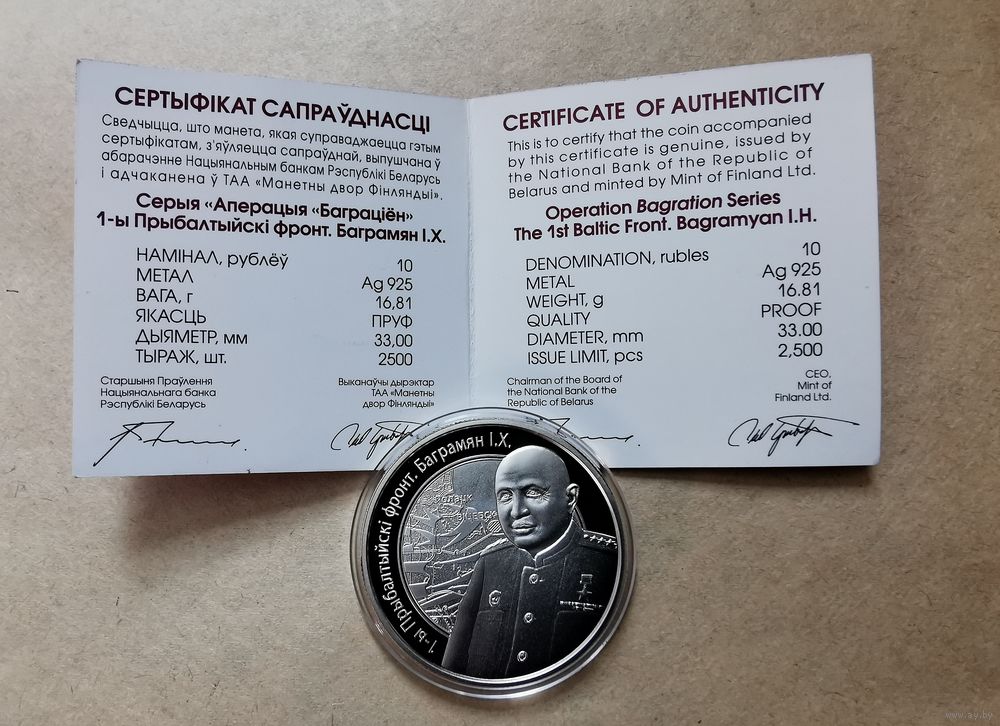 СЕРТЫФІКАТ САПРАЎДНАСЦІ
Сведчыцца, што манета, якая суправаджаецца гэтым
сертыфікатам, з'яўляецца сапраўднай, выпушчана ў
абарачэнне Нацыянальным банкам Рэспублікі Беларусь
і адчаканена ў ТАА «Манетны двор Фінляндыі».
Серыя «Аперацыя «Баграціён»
1-ы Прыбалтыйскі фронт. Баграмян І.Х.
НАМІНАЛ, рублёў 10
МЕТАЛ Ag 925
ВАГА, г 16,81
ЯКАСЦЬ ПРУФ
ДЫЯМЕТР, мм 33,00
ТЫРАЖ, шт. 2500
Старшыня Праўлення
Нацыянальнага банка
Рэспублікі Беларусь
Выканаўчы дырэктар
ТАА «Манетны
двор Фінляндыі»
CERTIFICATE OF AUTHENTICITY
This is to certify that the coin accompanied
by this certificate is genuine, issued by
the National Bank of the Republic of
Belarus and minted by Mint of Finland Ltd.
Operation Bagration Series
The 1st Baltic Front. Bagramyan I.H.
DENOMINATION, rubles 10
METAL Ag 925
WEIGHT, g 16.81
QUALITY PROOF
DIAMETER, mm 33.00
ISSUE LIMIT, pcs 2,500
Chairman of the Board of
the National Bank of the
Republic of Belarus
CEO,
Mint of
Finland Ltd.
1-ы Прыбалтыйскі фронт. Баграмян І.Х.
www.ay.by